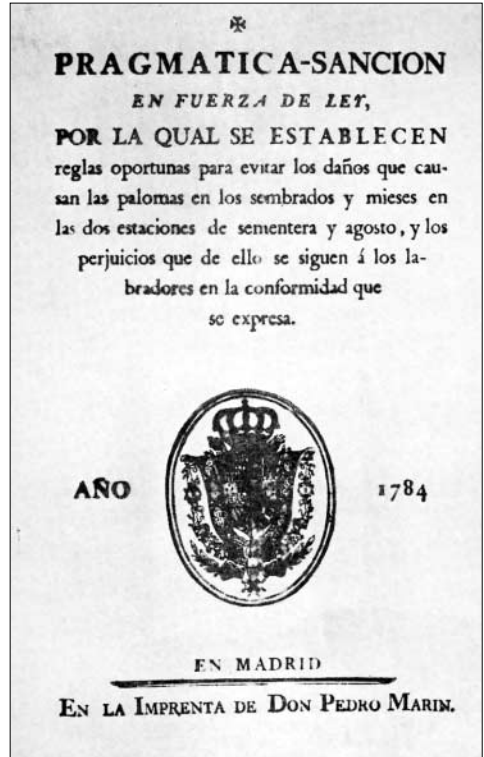 PRAGMATICA-SANCION
EN FUERZA DE LEY,
POR LA QUAL SE ESTABLECEN
reglas oportunas para evitar los daños que cau-
san las palomas en los sembrados y mieses en
las dos estaciones de sementera y agosto, y los
perjuicios que de ello se siguen á los la-
bradores en la conformidad que
se expresa.
AÑO 1784
EN MADRID
EN LA IMPRENTA DE DON PEDRO MARIN.